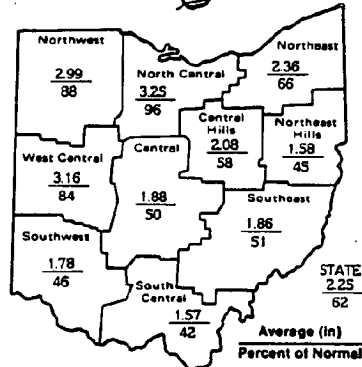 Northwest
2.99
88
North Central
3.25
96
Northeast
2.36
66
Central
Hills
2.08
58
Northeast
Hills
1.58
45
West Central
3.16
84
Central
1.88
50
Southeast
1.86
51
Southwest
1.78
46
South
Central
1.57
42
STATE
2.25
62
Average (in)
Percent of Normal